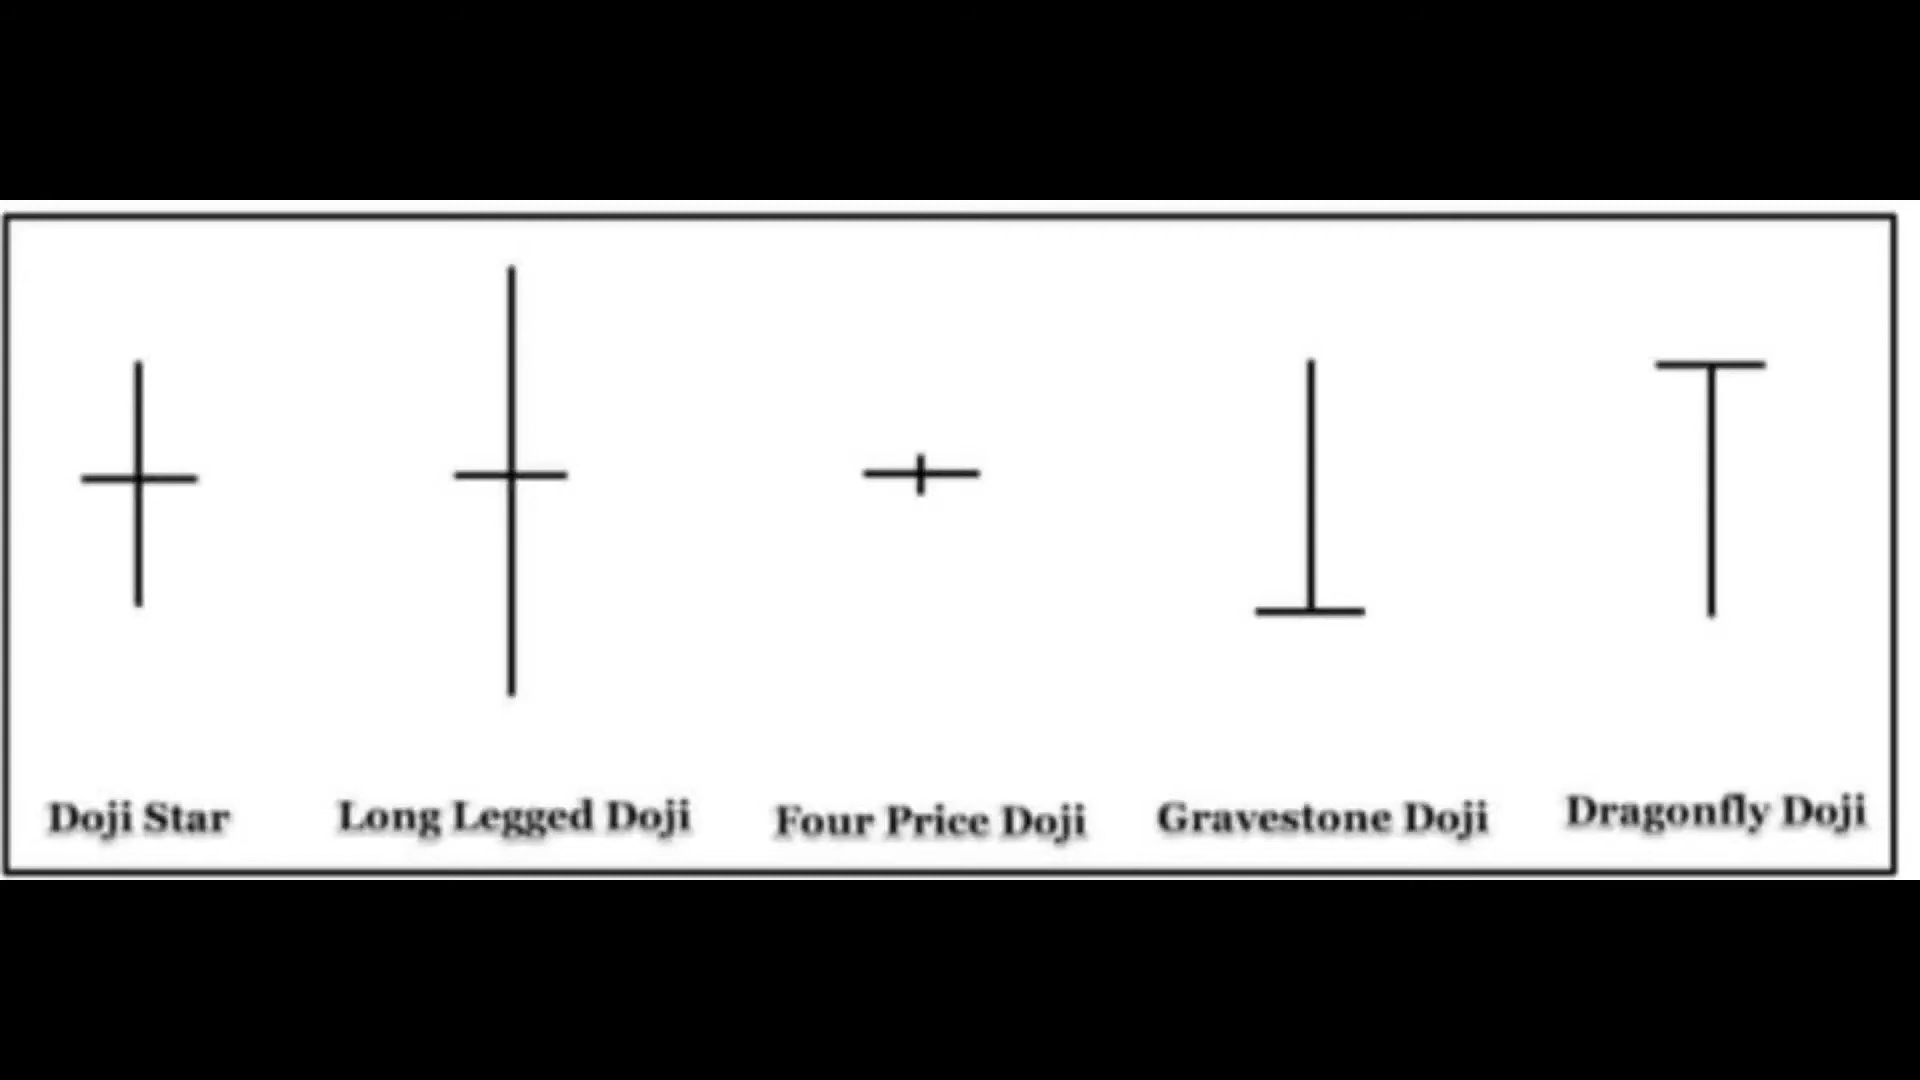 Doji Star
Long Legged Doji
Four Price Doji
Gravestone Doji
Dragonfly Doji